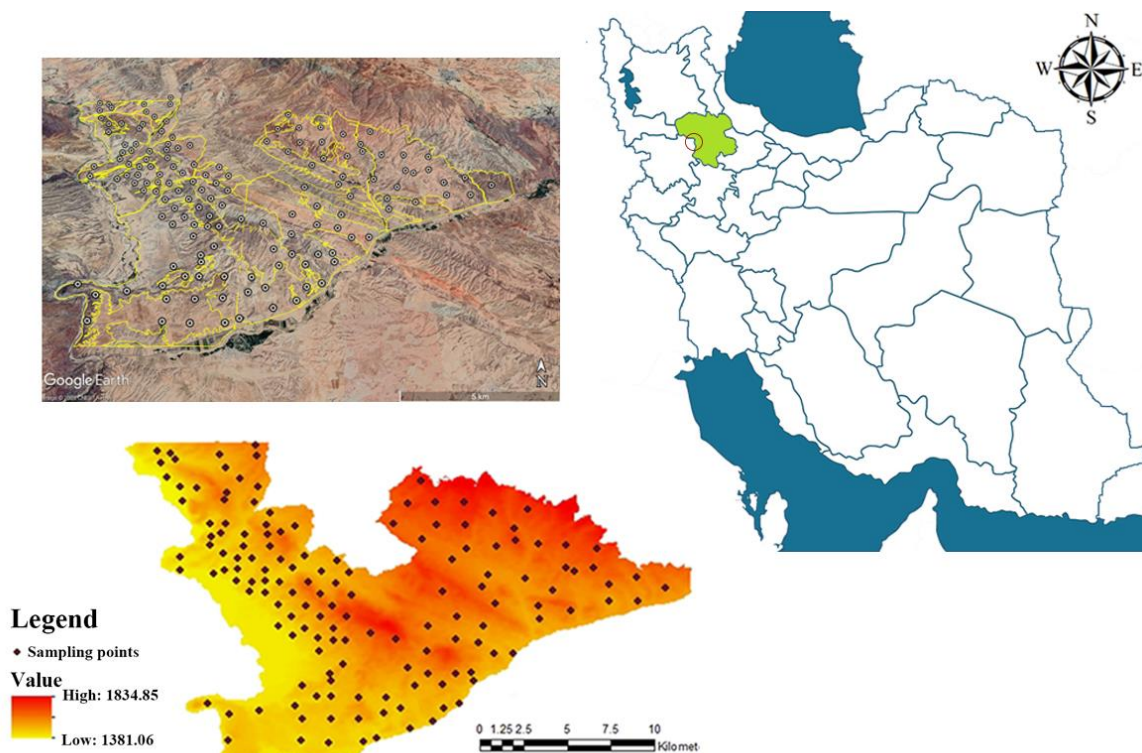 N
W
E
S
Google Earth
N
5 km
Legend
Sampling points
Value
High: 1834.85
Low: 1381.06
0 1.25 2.5 5 7.5 10
Kilomet